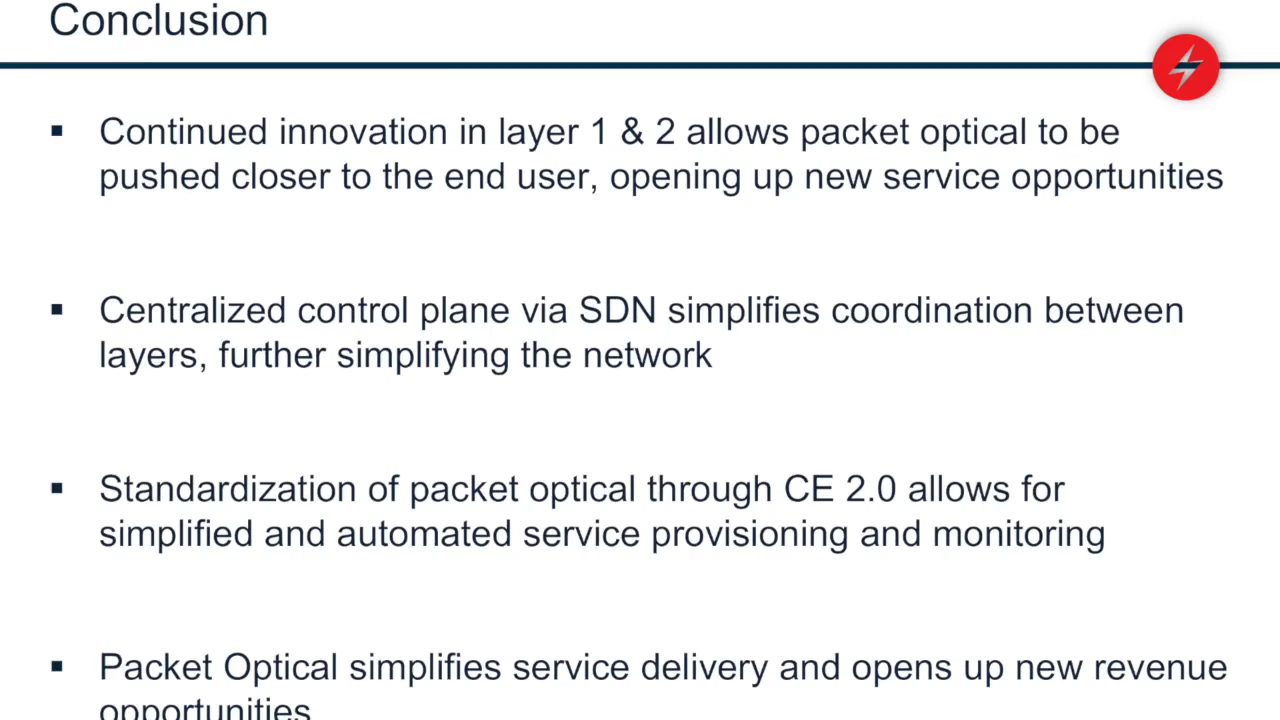 Conclusion
▪ Continued innovation in layer 1 & 2 allows packet optical to be
pushed closer to the end user, opening up new service opportunities
▪ Centralized control plane via SDN simplifies coordination between
layers, further simplifying the network
▪ Standardization of packet optical through CE 2.0 allows for
simplified and automated service provisioning and monitoring
▪ Packet Optical simplifies service delivery and opens up new revenue
opportunities